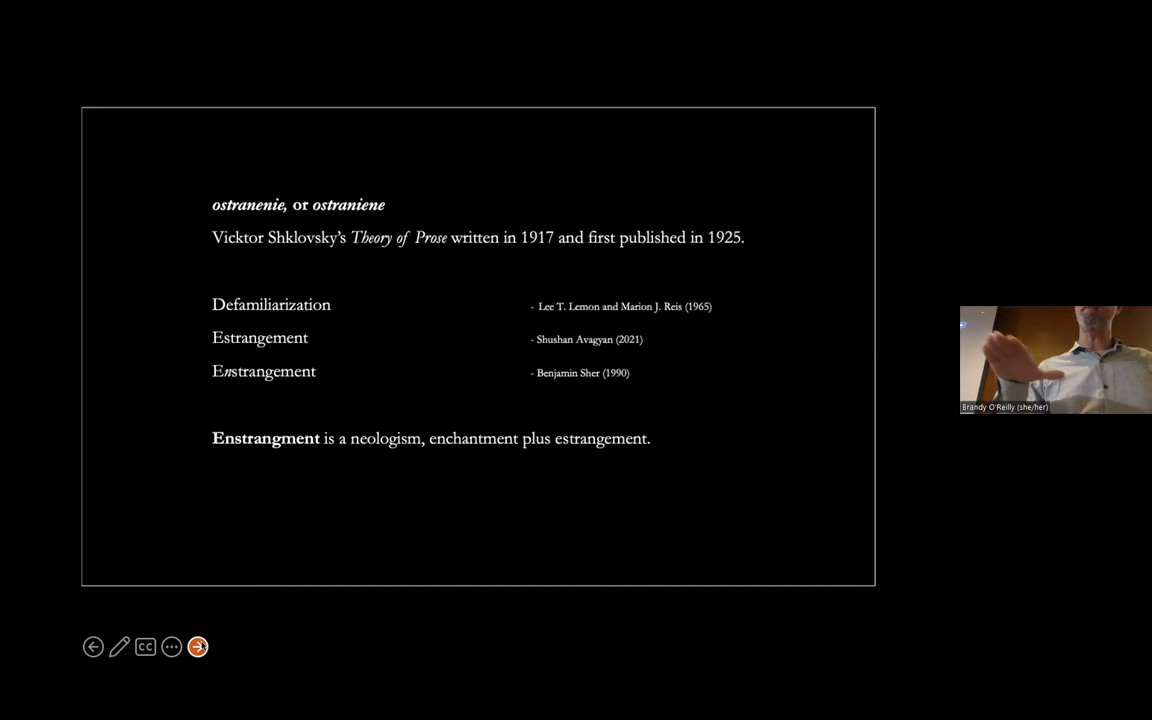 ostranenie, or ostraniene
Vicktor Shklovsky's Theory of Prose written in 1917 and first published in 1925.
Defamiliarization - Lee T. Lemon and Marion J. Reis (1965)
Estrangement - Shushan Avagyan (2021)
Enstrangement - Benjamin Sher (1990)
Brandy O'Reilly (she/her)
Enstrangment is a neologism, enchantment plus estrangement.
CC